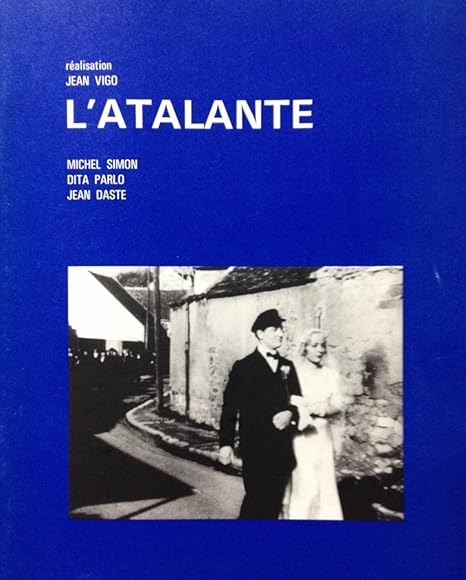 réalisation
JEAN VIGO
L'ATALANTE
MICHEL SIMON
DITA PARLO
JEAN DASTE